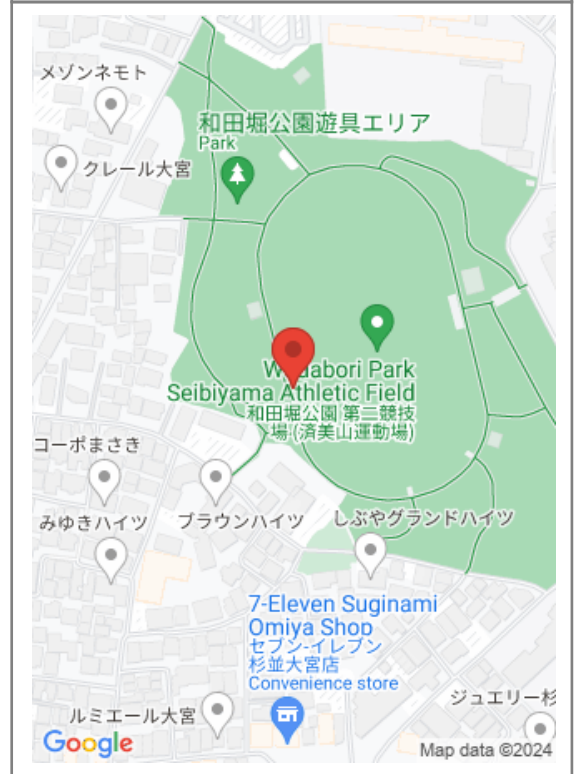 メゾンネモト
クレール大宮
和田堀公園遊具エリア
Park
Wadabori Park
Seibiyama Athletic Field
和田堀公園 第二競技
場 (済美山運動場)
コーポまさき
みゆきハイツ
ブラウンハイツ
しぶやグランドハイツ
7-Eleven Suginami
Omiya Shop
セブン-イレブン
杉並大宮店
Convenience store
ジュエリー杉
ルミエール大宮
Google
Map data ©2024